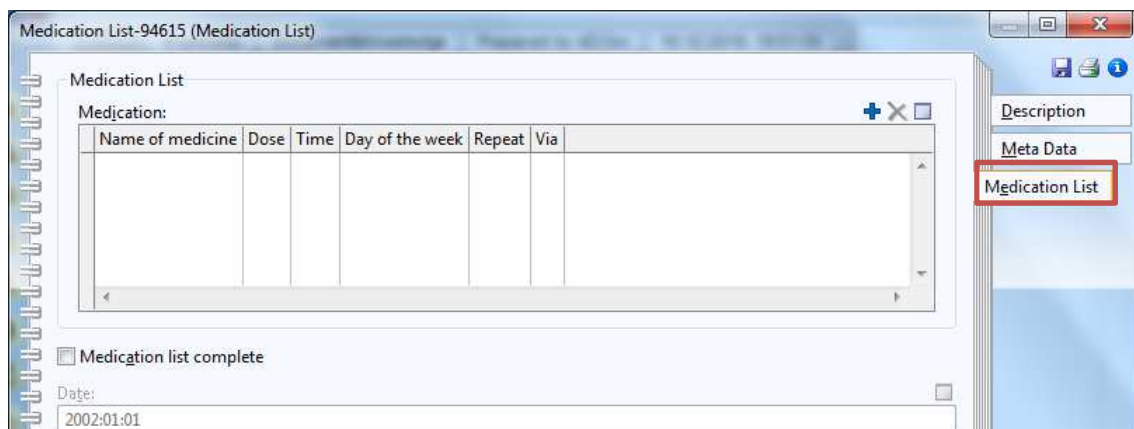 Medication List-94615 (Medication List)
Medication List
Medication:
Name of medicine Dose Time Day of the week Repeat Via
Medication list complete
Date:
2002:01:01
Description
Meta Data
Medication List